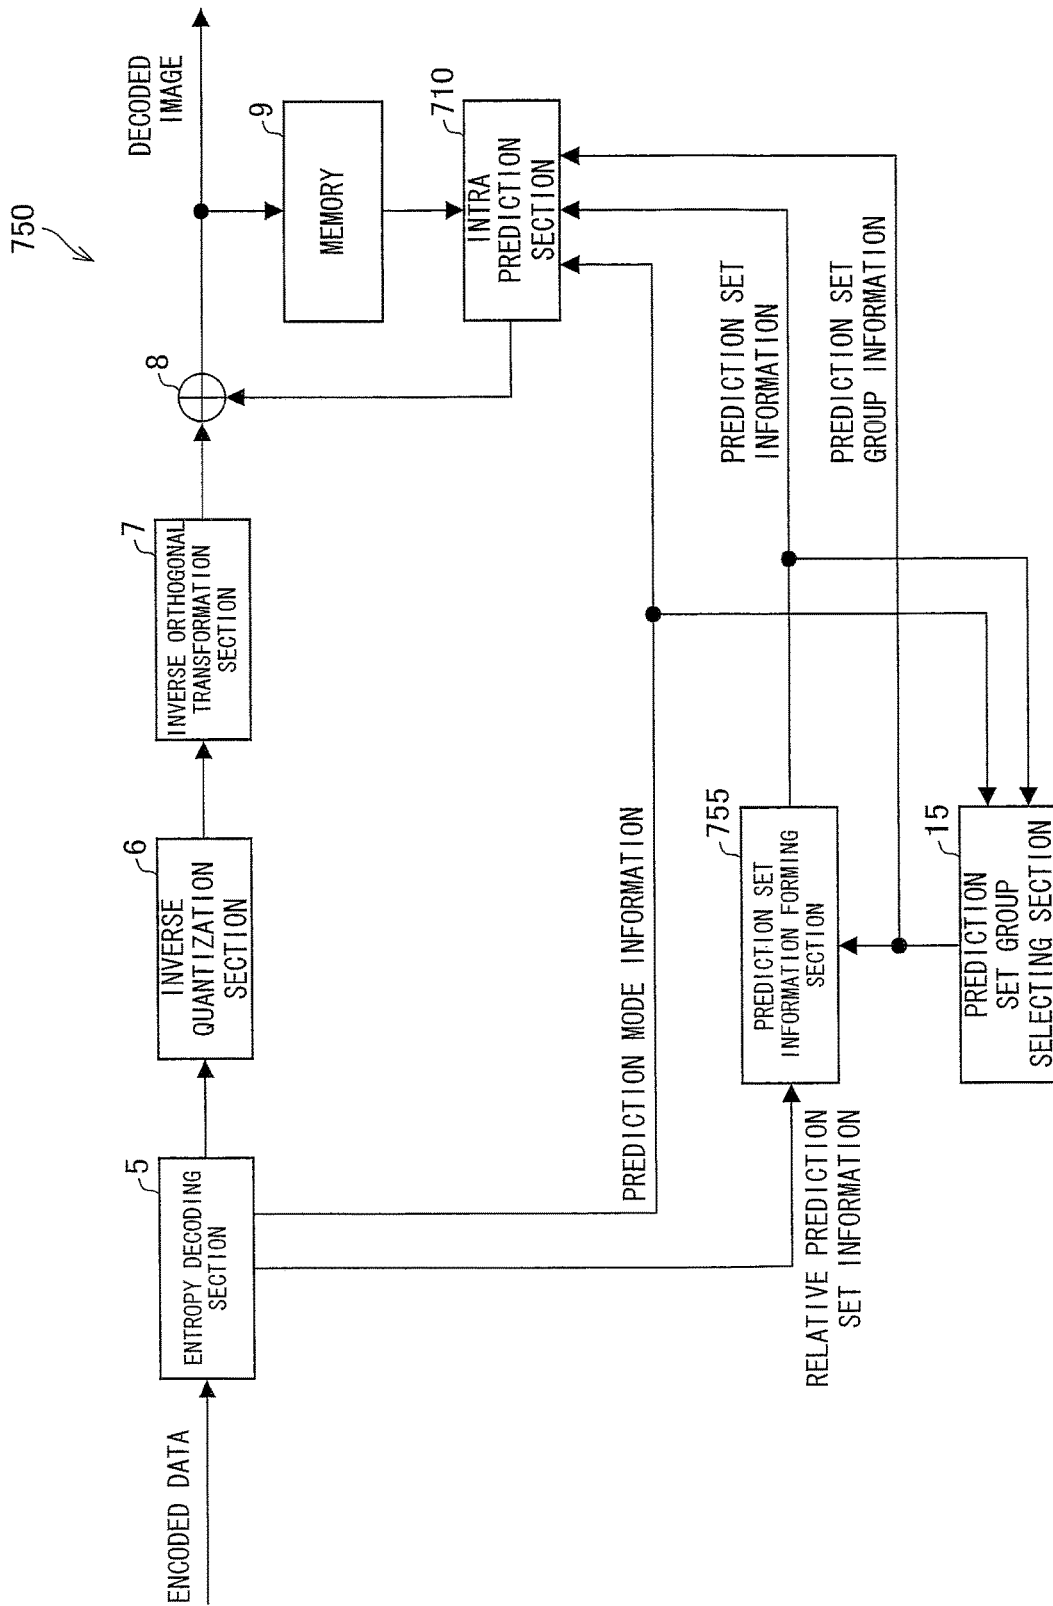 750
ENCODED DATA
5
ENTROPY DECODING
SECTION
6
INVERSE
QUANTIZATION
SECTION
7
INVERSE ORTHOGONAL
TRANSFORMATION
SECTION
8
DECODED
IMAGE
9
MEMORY
710
INTRA
PREDICTION
SECTION
PREDICTION MODE INFORMATION
PREDICTION SET
INFORMATION
PREDICTION SET
GROUP INFORMATION
RELATIVE PREDICTION
SET INFORMATION
755
PREDICTION SET
INFORMATION FORMING
SECTION
15
PREDICTION
SET GROUP
SELECTING SECTION